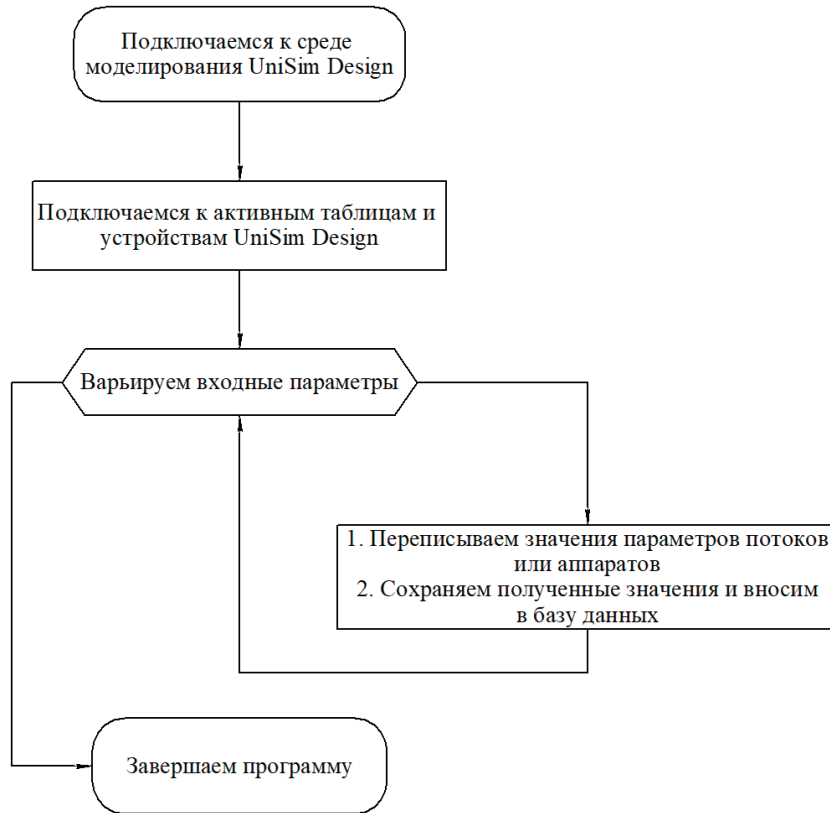 Подключаемся к среде
моделирования UniSim Design
Подключаемся к активным таблицам и
устройствам UniSim Design
Варьируем входные параметры
1. Переписываем значения параметров потоков
или аппаратов
2. Сохраняем полученные значения и вносим
в базу данных
Завершаем программу